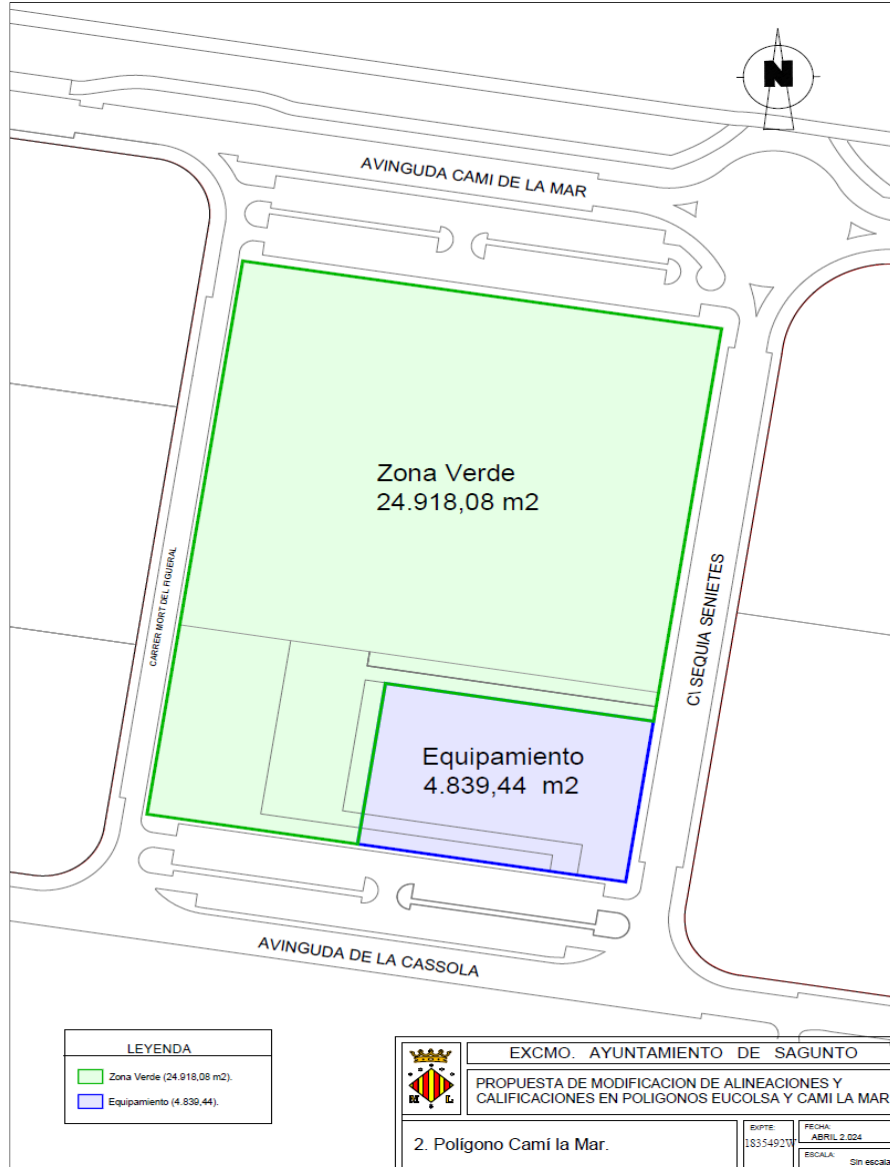 N
AVINGUDA CAMI DE LA MAR
Zona Verde
24.918,08 m2
CARRER MORT DEL FIGUERAL
C\ SEQUIA SENIETES
Equipamiento
4.839,44 m2
AVINGUDA DE LA CASSOLA
LEYENDA
Zona Verde (24.918,08 m2).
Equipamiento (4.839,44).
EXCMO. AYUNTAMIENTO DE SAGUNTO
PROPUESTA DE MODIFICACION DE ALINEACIONES Y
CALIFICACIONES EN POLIGONOS EUCOLSA Y CAMI LA MAR
M L
2. Polígono Camí la Mar.
EXPTE:
1835492W
FECHA:
ABRIL 2.024
ESCALA:
Sin escala